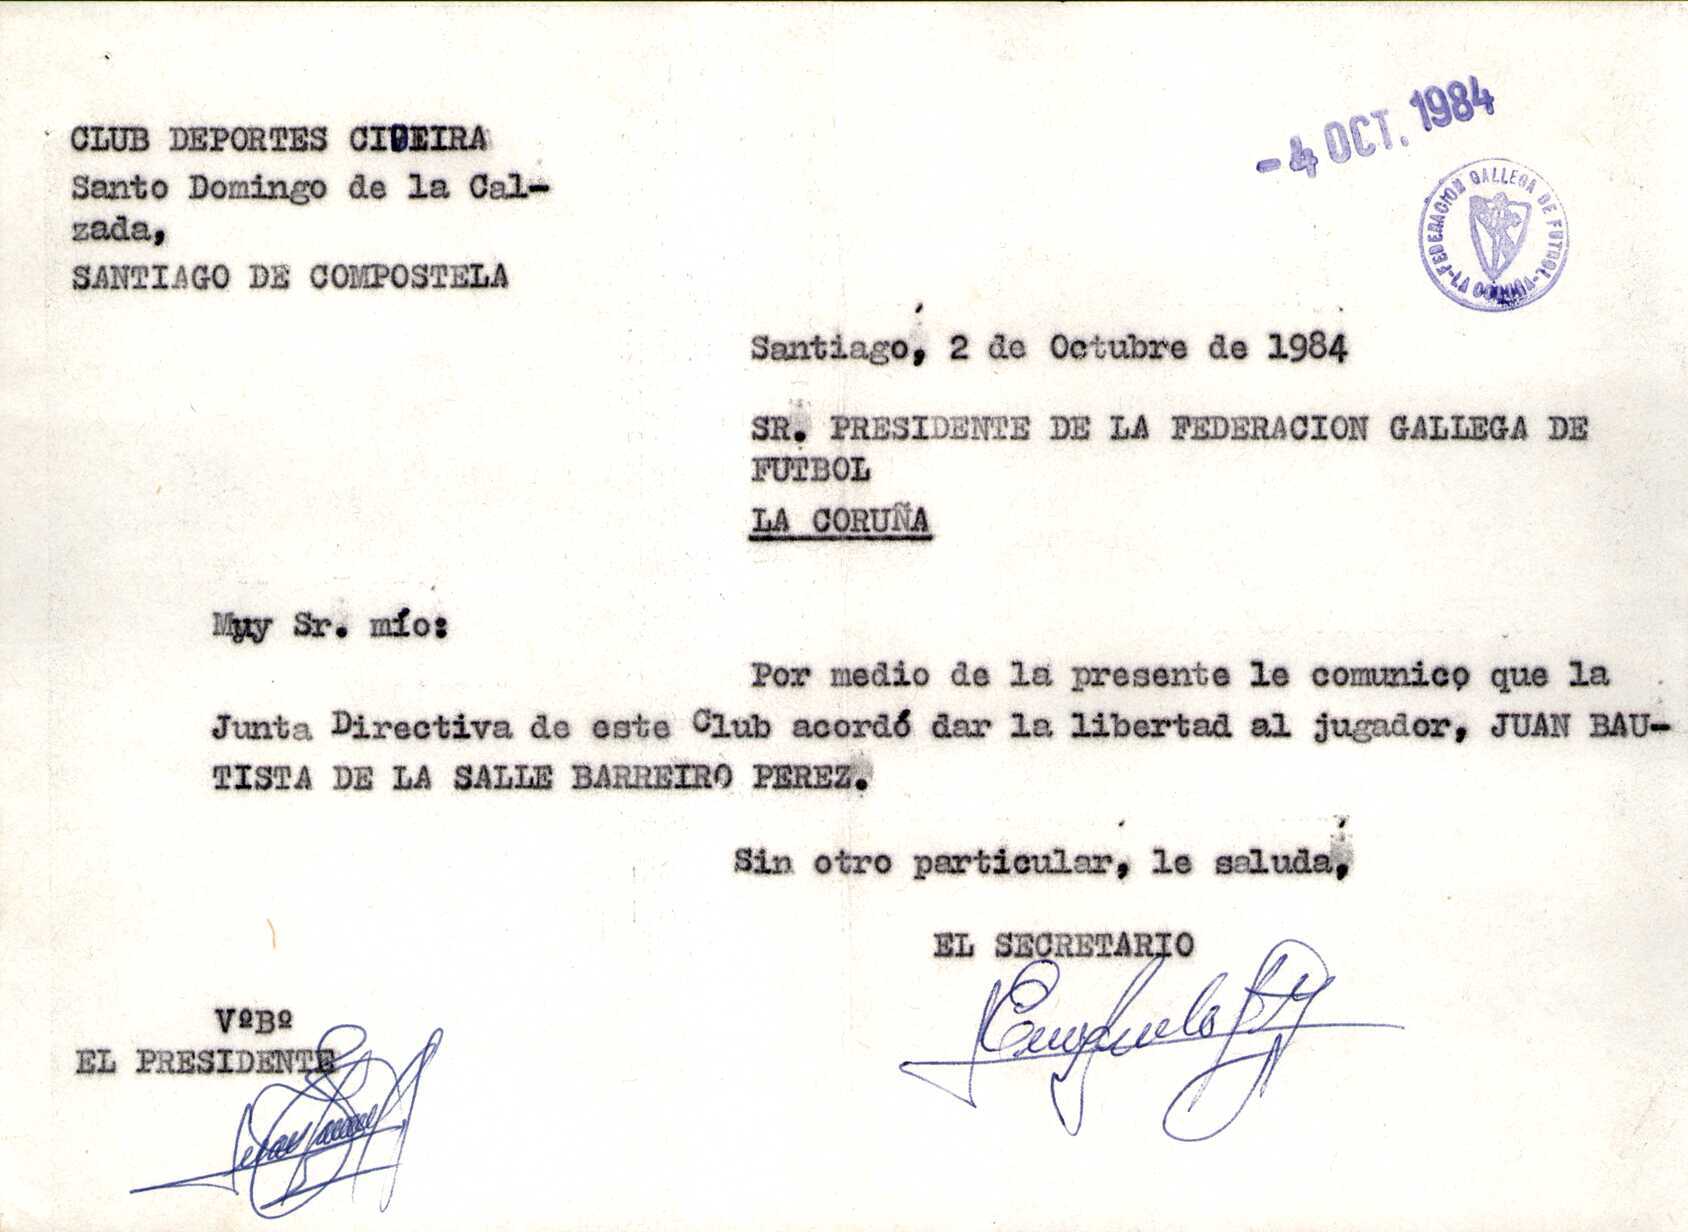 CLUB DEPORTES CIDEIRA
Santo Domingo de la Cal-
zada,
SANTIAGO DE COMPOSTELA
-4 OCT. 1984
FEDERACIÓN GALLEGA DE FUTBOL
-LA CORUÑA-
Santiago, 2 de Octubre de 1984
SR. PRESIDENTE DE LA FEDERACION GALLEGA DE
FUTBOL
LA CORUÑA
Muy Sr. mío:
Por medio de la presente le comunico que la
Junta Directiva de este Club acordó dar la libertad al jugador, JUAN BAU-
TISTA DE LA SALLE BARREIRO PEREZ.
Sin otro particular, le saluda,
EL SECRETARIO
VºBº
EL PRESIDENTE